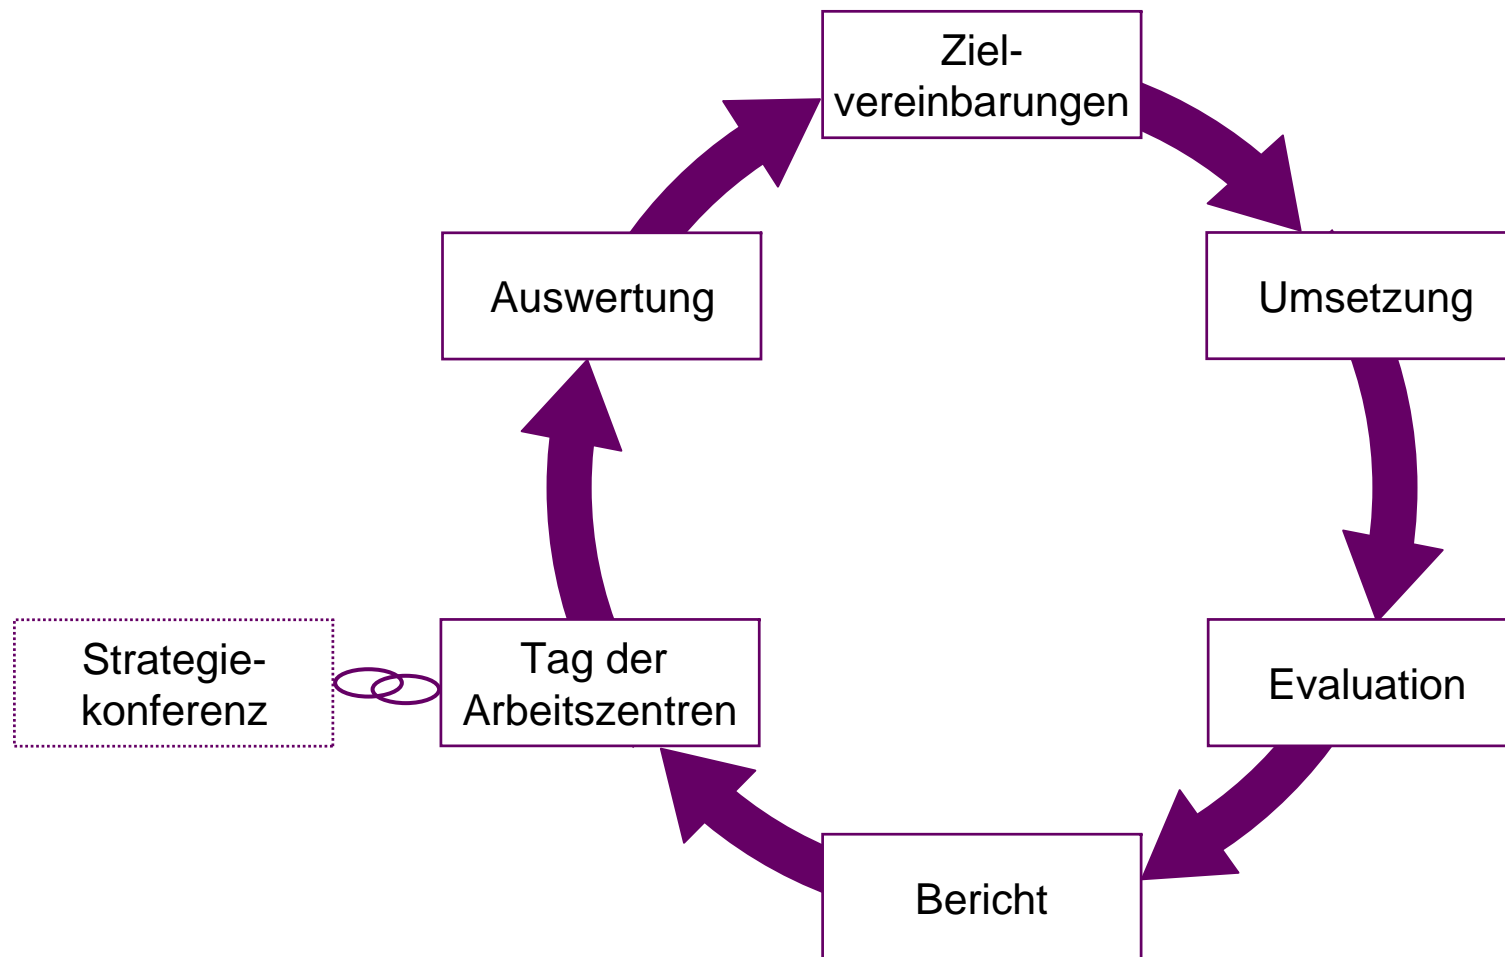 Ziel-
vereinbarungen
Auswertung
Umsetzung
Strategie-
konferenz
Tag der
Arbeitszentren
Evaluation
Bericht